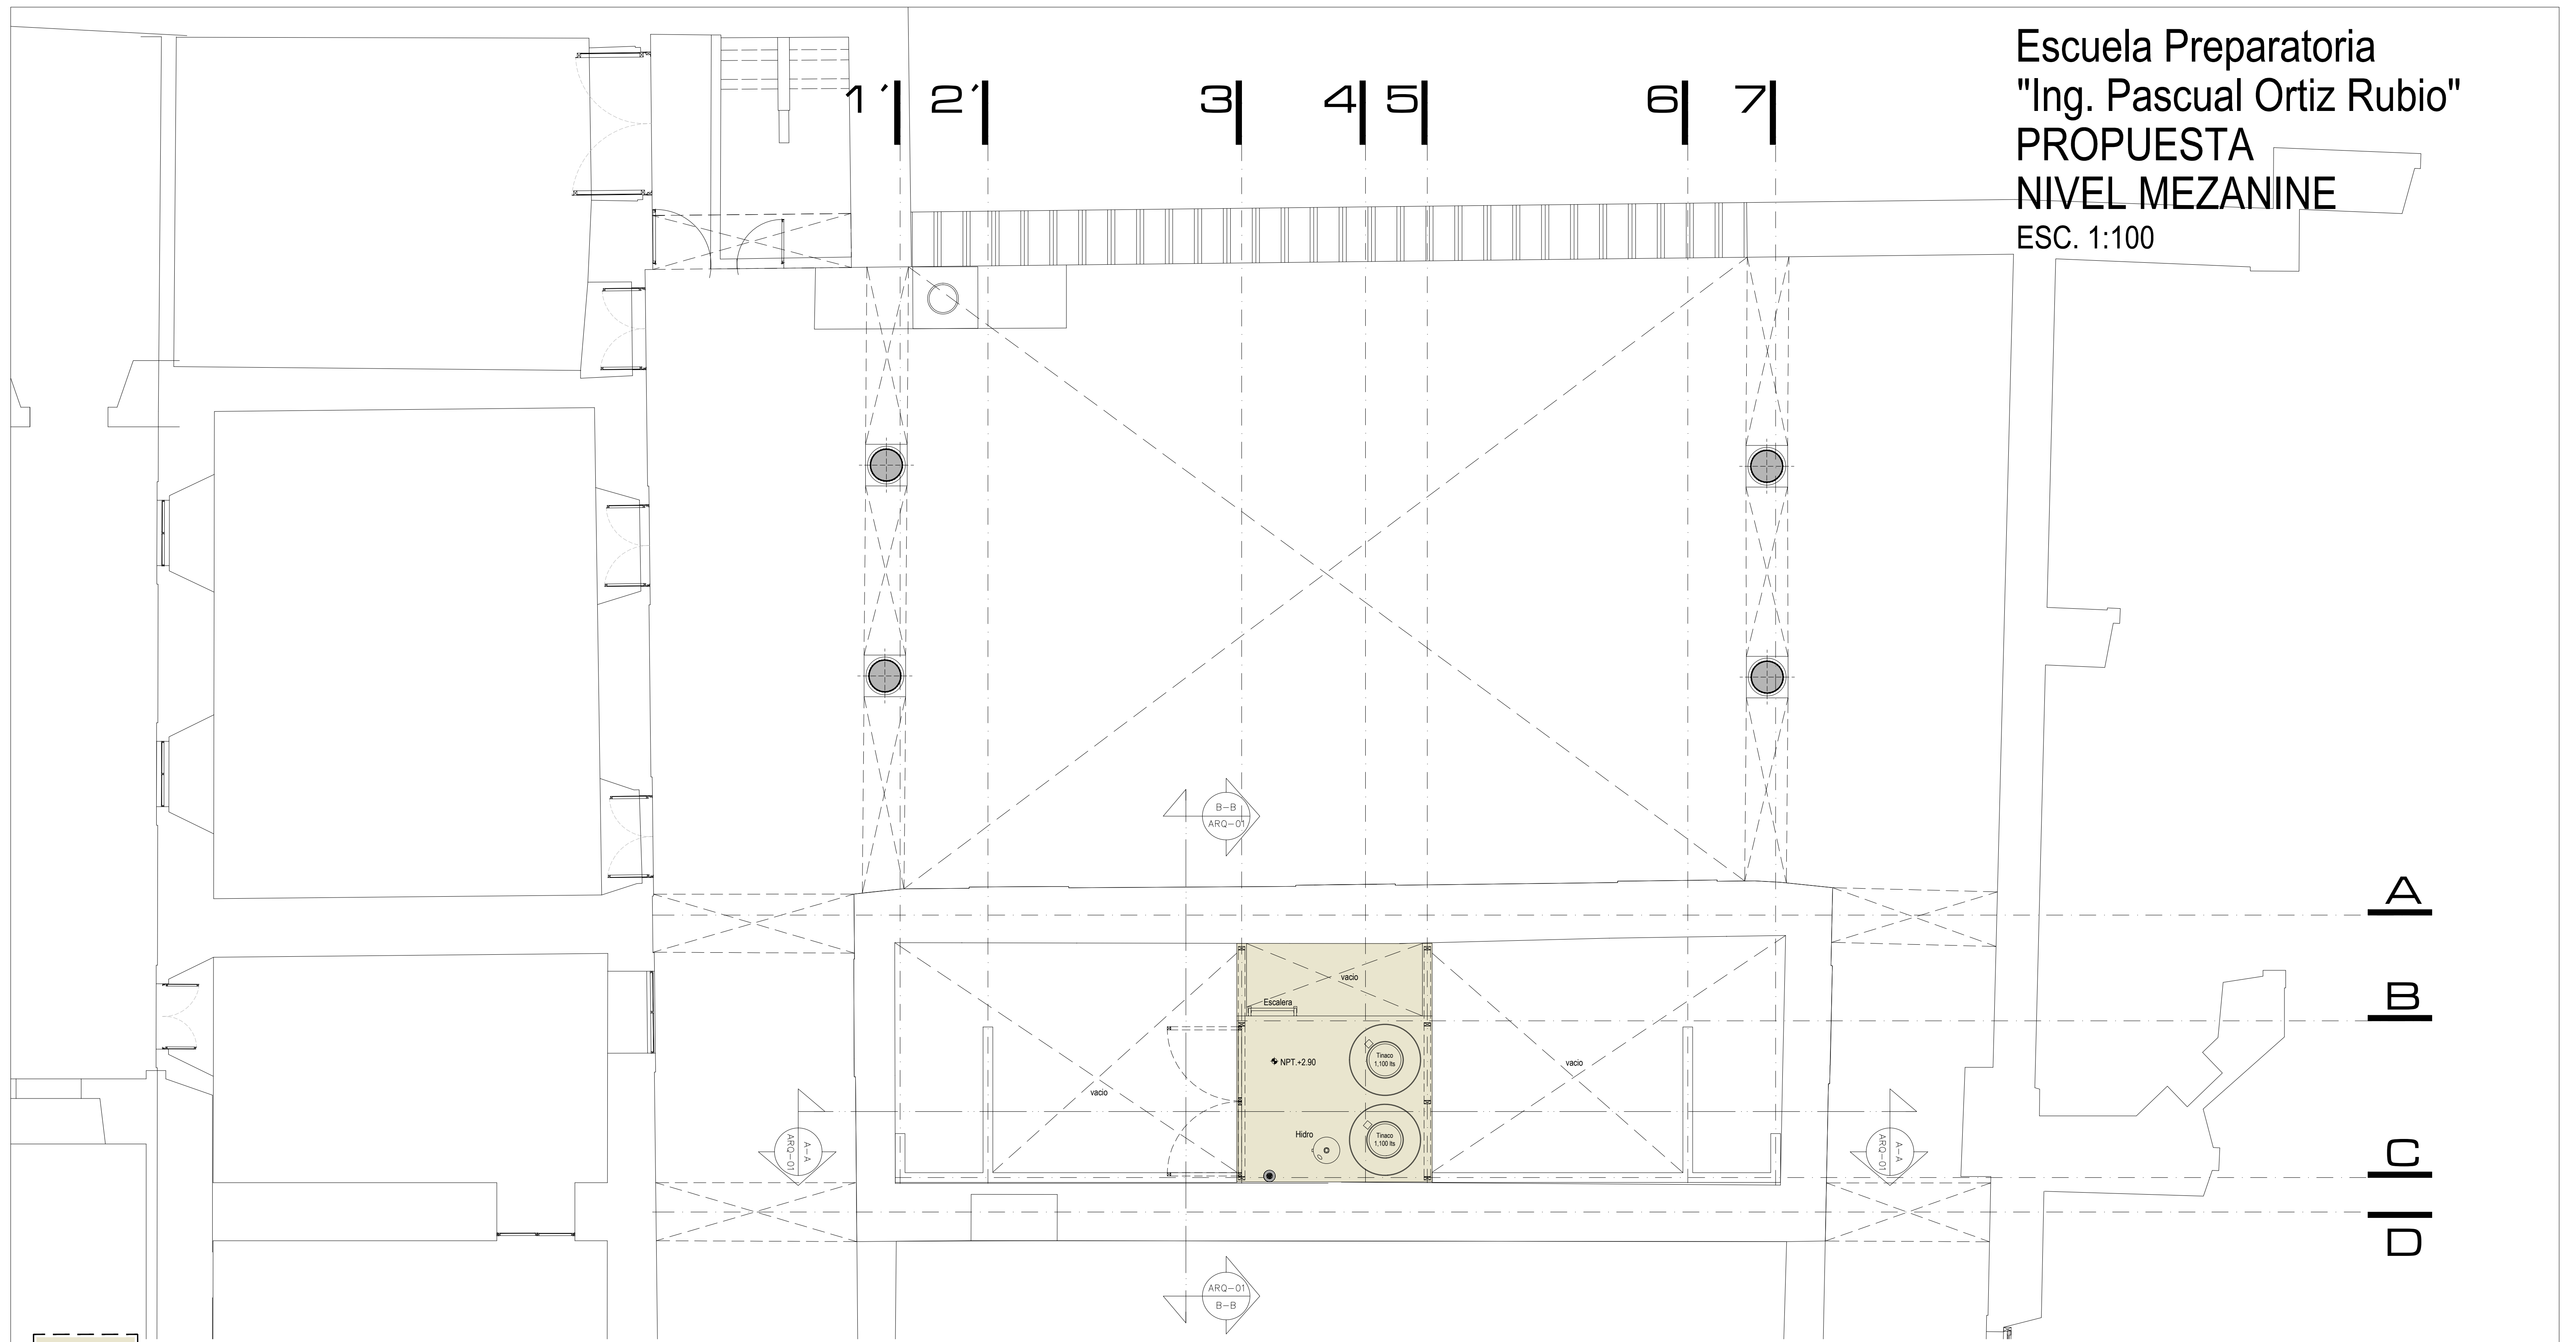 Escuela Preparatoria
"Ing. Pascual Ortiz Rubio"
PROPUESTA
NIVEL MEZANINE
ESC. 1:100
1' 2' 3 4 5 6 7
B-B
ARQ-01
A
vacio
Escalera
B
NPT.+2.90
Tinaco
1,100 lts
vacio
vacio
Hidro
Tinaco
1,100 lts
A-A
ARQ-01
A-A
ARQ-01
C
D
ARQ-01
B-B